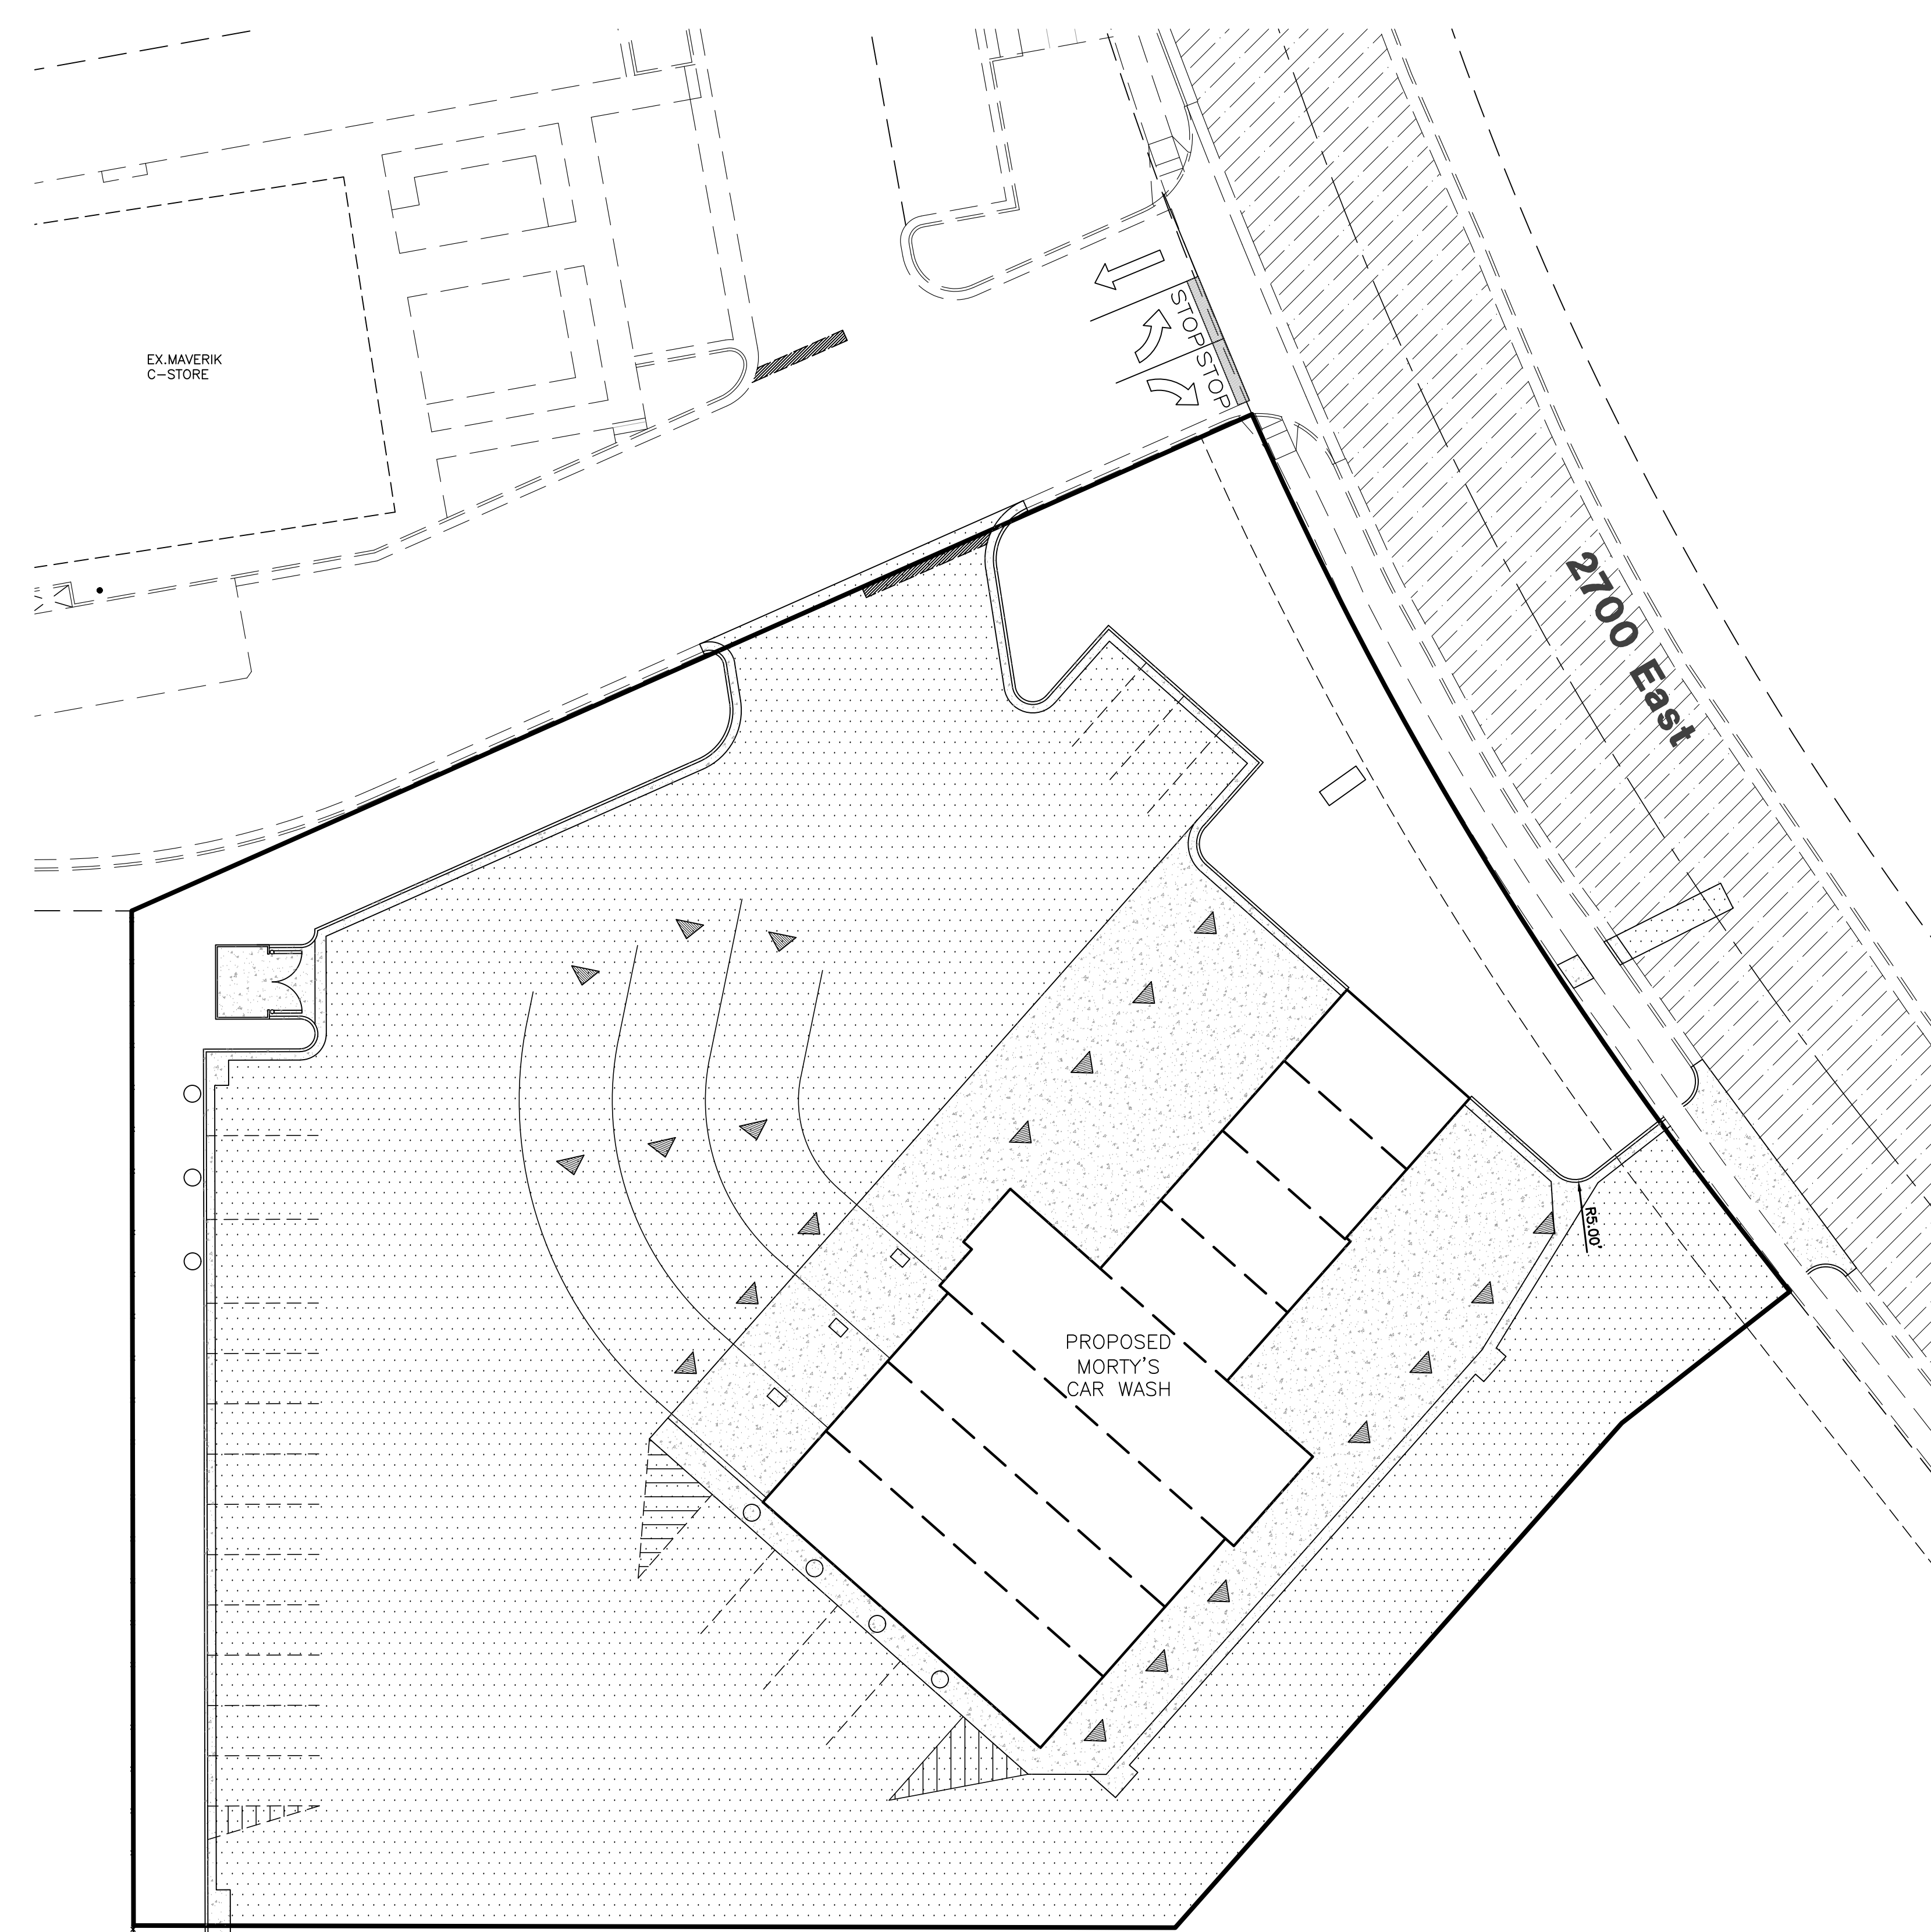 STOP
STOP
EX.MAVERIK
C-STORE
2700 East
R5.00'
PROPOSED
MORTY'S
CAR WASH